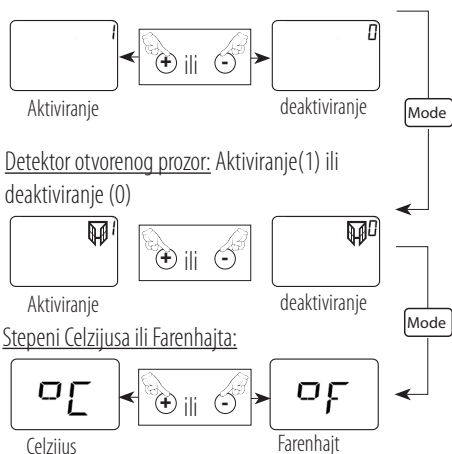 1 + ili - 0
Aktiviranje deaktiviranje
Mode
Detektor otvorenog prozor: Aktiviranje(1) ili
deaktiviranje (0)
1 + ili - 0
Aktiviranje deaktiviranje
Mode
Stepeni Celzijusa ili Farenhajta:
°C + ili - °F
Celzijus Farenhajt